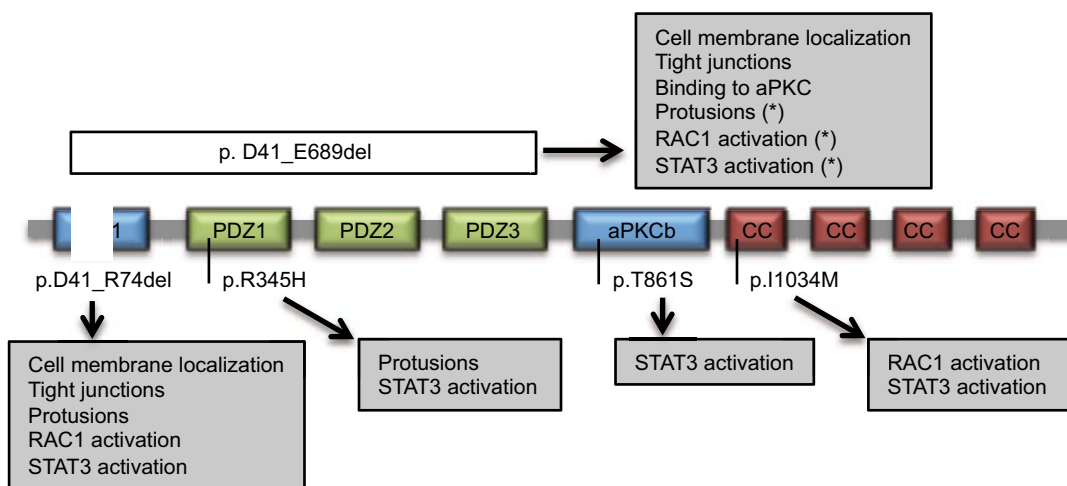 Cell membrane localization
Tight junctions
Binding to aPKC
Protusions (*)
RAC1 activation (*)
STAT3 activation (*)
p. D41_E689del
1 PDZ1 PDZ2 PDZ3 aPKCb CC CC CC CC
p.D41_R74del p.R345H p.T861S p.I1034M
Cell membrane localization
Tight junctions
Protusions
RAC1 activation
STAT3 activation
Protusions
STAT3 activation
STAT3 activation
RAC1 activation
STAT3 activation